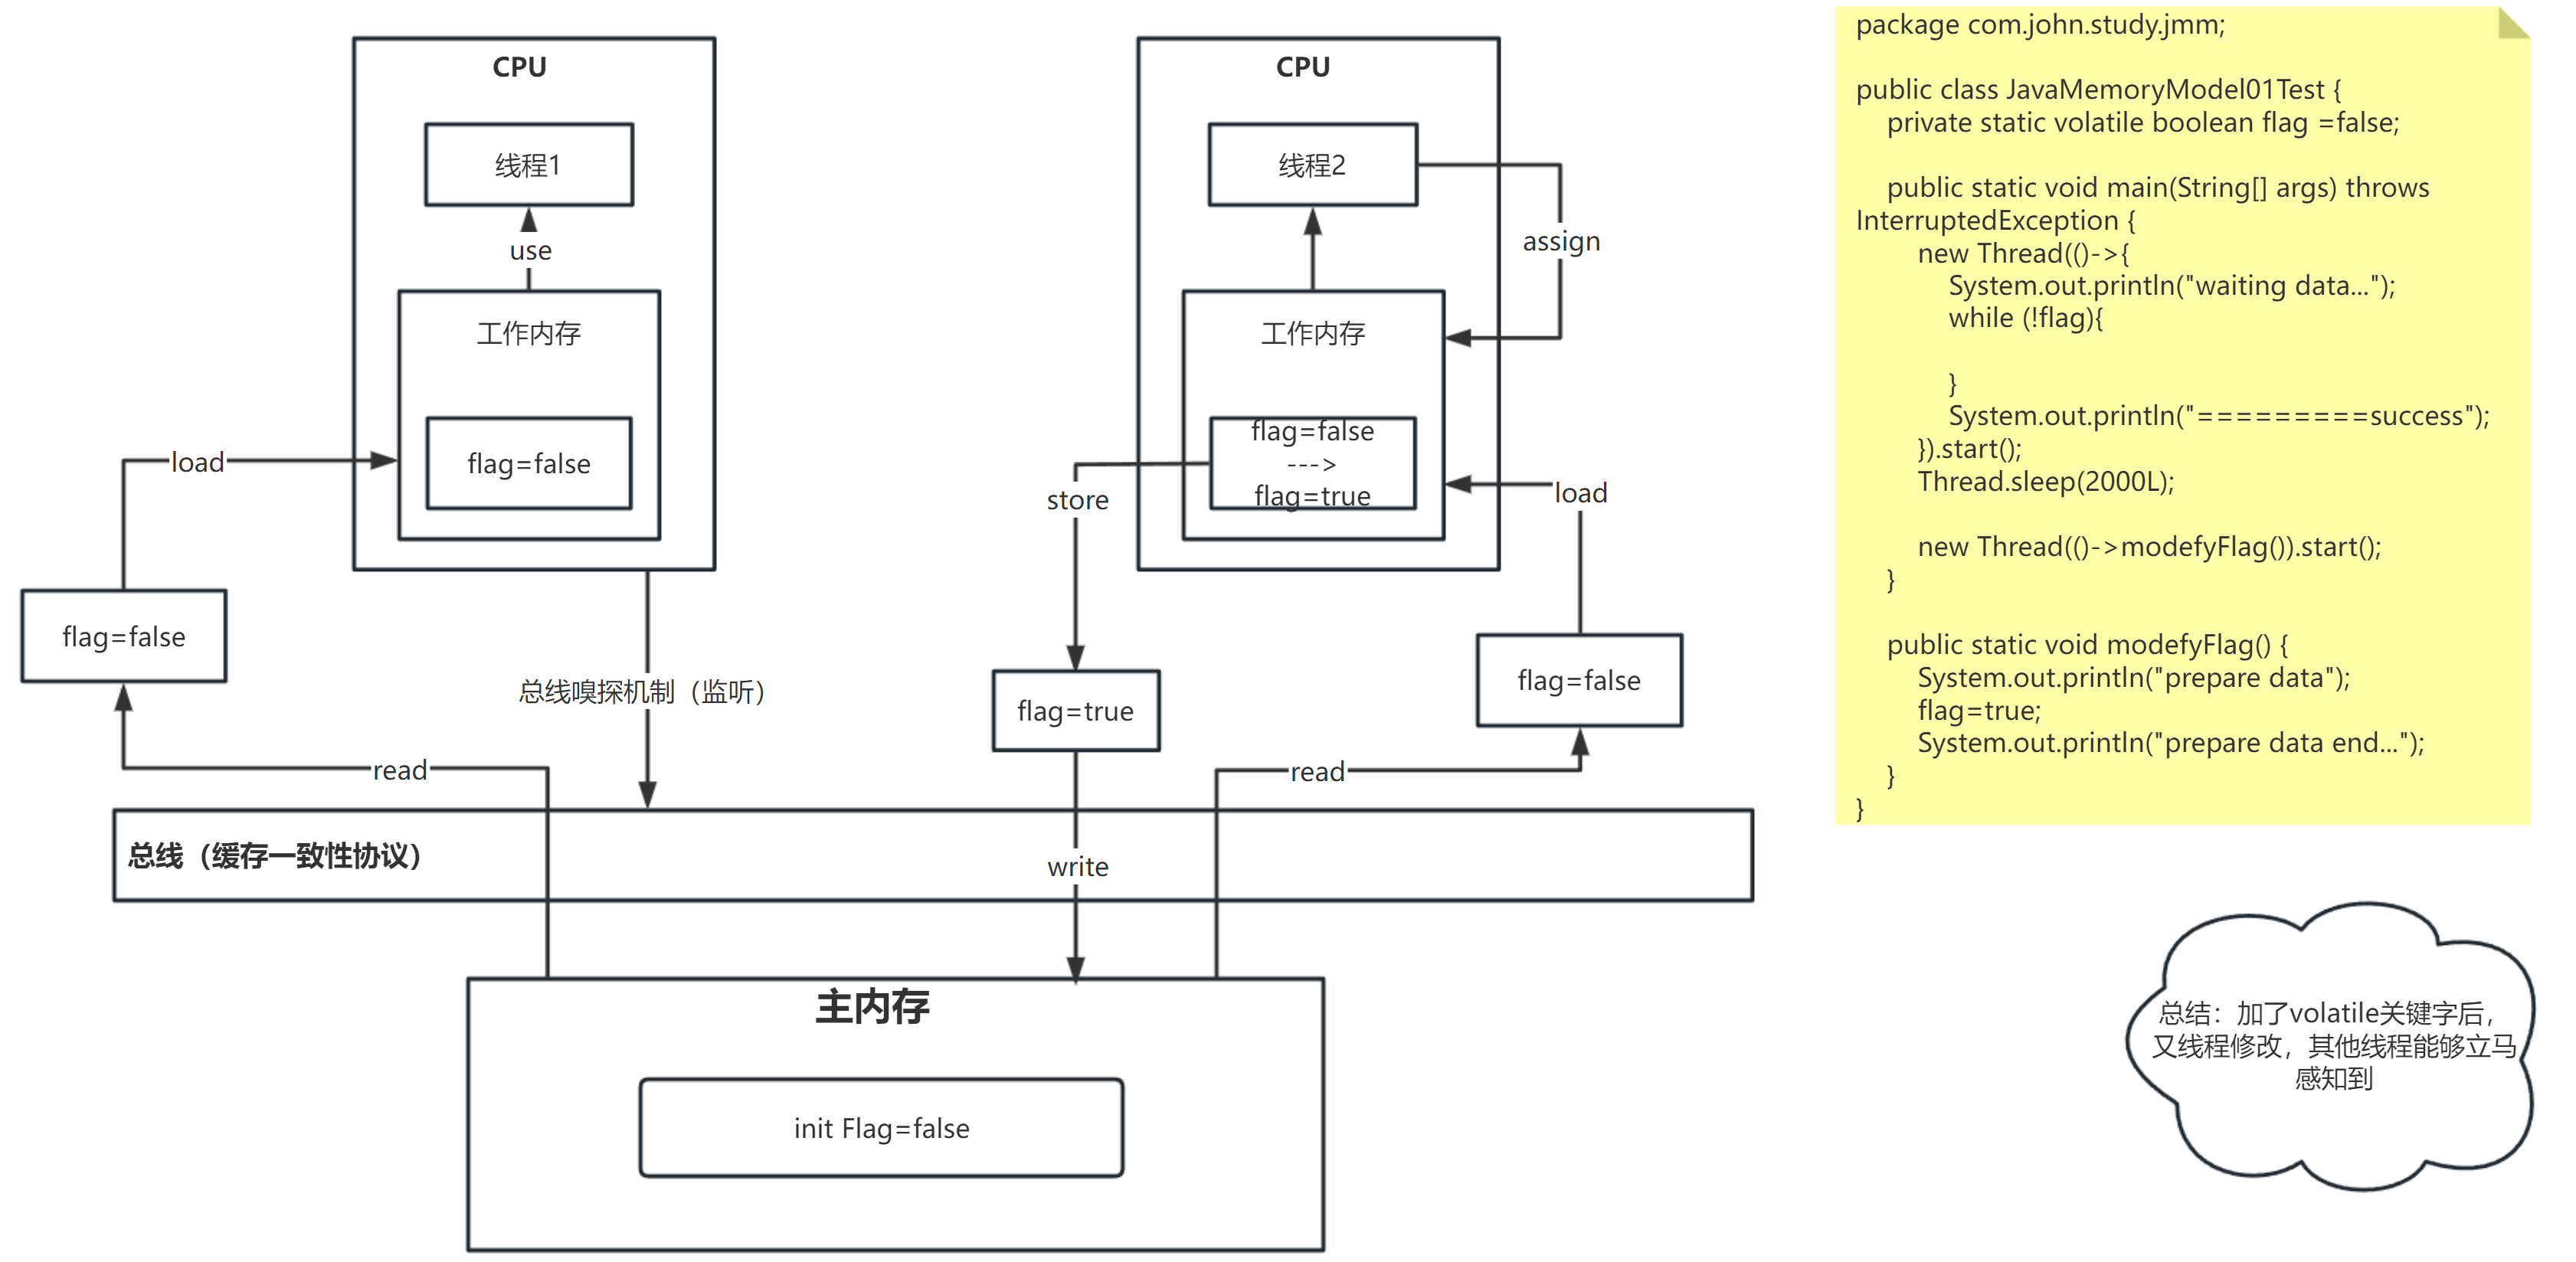 CPU
线程1
use
工作内存
flag=false
load
flag=false
总线嗅探机制（监听）
read
CPU
线程2
assign
工作内存
flag=false
--->
flag=true
store
load
flag=true
flag=false
read
总线（缓存一致性协议）
write
主内存
init Flag=false
package com.john.study.jmm;
public class JavaMemoryModel01Test {
private static volatile boolean flag =false;
public static void main(String[] args) throws
InterruptedException {
new Thread(()->{
System.out.println("waiting data...");
while (!flag){
}
System.out.println("=========success");
}).start();
Thread.sleep(2000L);
new Thread(()->modefyFlag()).start();
}
public static void modefyFlag() {
System.out.println("prepare data");
flag=true;
System.out.println("prepare data end...");
}
}
总结：加了volatile关键字后，
又线程修改，其他线程能够立马
感知到